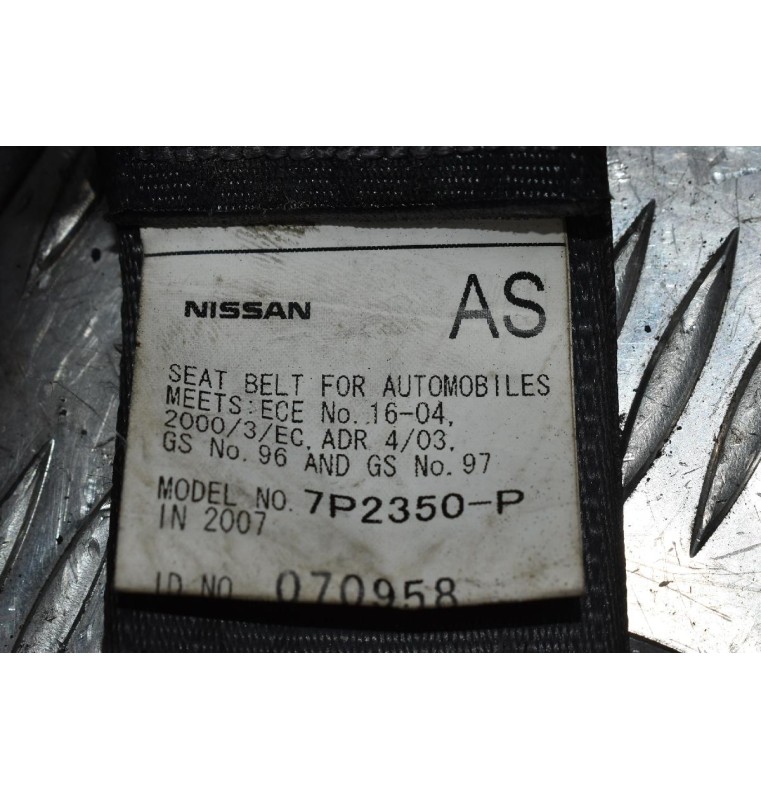 NISSAN AS
SEAT BELT FOR AUTOMOBILES
MEETS ECE No. 16-04,
2000/3/EC, ADR 4/03,
GS No. 96 AND GS No. 97
MODEL NO. 7P2350-P
IN 2007
ID NO. 070958